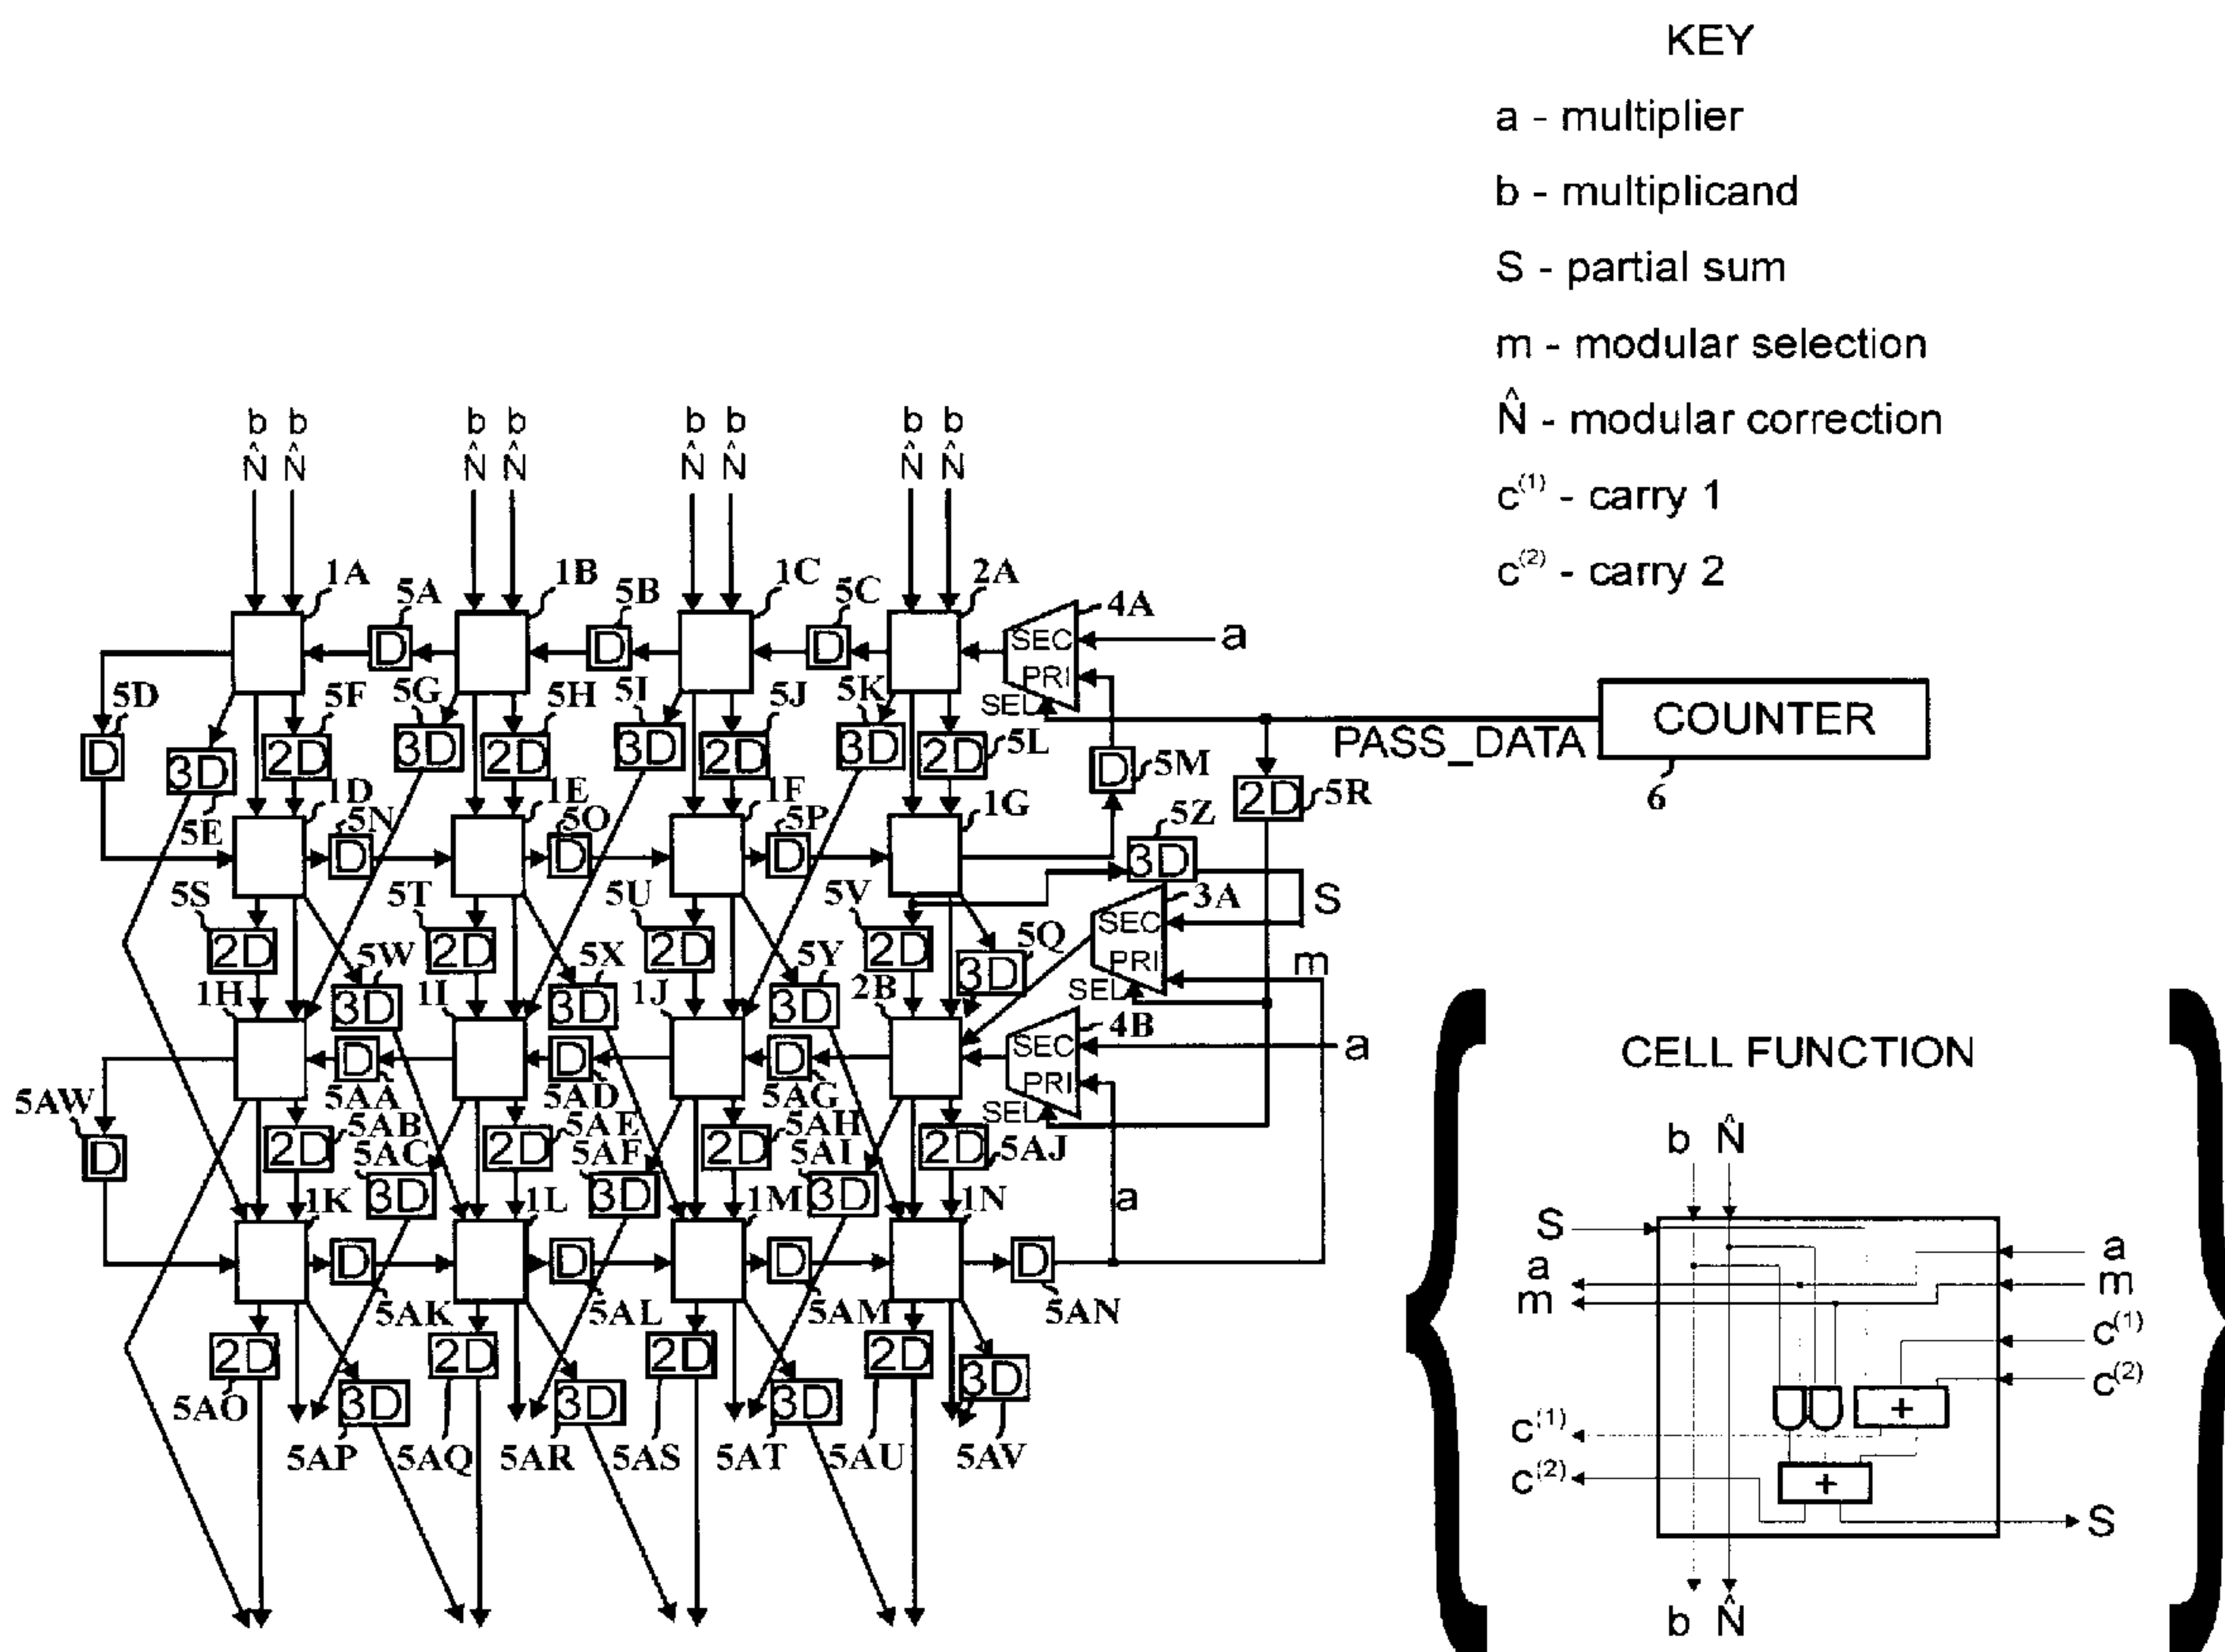 KEY
a - multiplier
b - multiplicand
S - partial sum
m - modular selection
N̂ - modular correction
c⁽¹⁾ - carry 1
c⁽²⁾ - carry 2
b b b b b b b b
N̂ N̂ N̂ N̂ N̂ N̂ N̂ N̂
1A 5A 1B 5B 1C 5C 2A 4A
D D D SEC a
PRI
5D 5F 5G 5H 5I 5J 5K SEL
COUNTER
D 3D 2D 3D 2D 3D 2D 3D 2D 5L D 5M PASS_DATA
2D 5R 6
5E 1D 5N 1E 5O 1F 5P 1G 5Z
D D D 3D
5S 5T 5U 5V 3A S
SEC
2D 2D 2D 2D 5Q
5W 5X 5Y 3D PRI m
1H 3D 1I 3D 1J 3D 2B SEL
4B
D D D SEC a
5AW 5AA 5AD 5AG PRI
SEL
D 2D 5AB 2D 5AE 2D 5AH 2D 5AJ
5AC 5AF 5AI
3D 1K 3D 1L 3D 1M 1N a
D D D D
5AK 5AL 5AM 5AN
2D 2D 2D 2D
5AO 3D 3D 3D 3D
5AP 5AQ 5AR 5AS 5AT 5AU 5AV
CELL FUNCTION
b N̂
S
a a
m m
c⁽¹⁾
c⁽²⁾
+
c⁽¹⁾
c⁽²⁾ +
S
b N̂